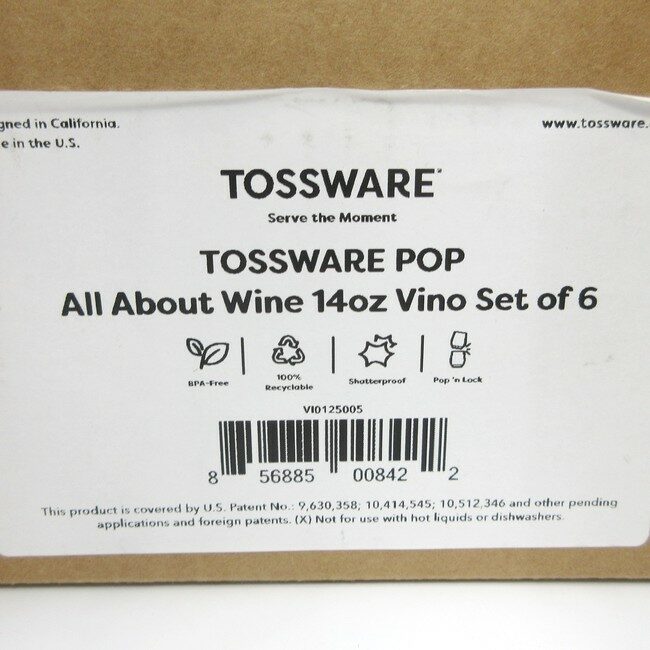 gned in California.
e in the U.S.
www.tossware.
TOSSWARE
Serve the Moment
TOSSWARE POP
All About Wine 14oz Vino Set of 6
BPA-Free
100%
Recyclable
Shatterproof
Pop 'n Lock
VI0125005
8 56885 00842 2
This product is covered by U.S. Patent No.: 9,630,358; 10,414,545; 10,512,346 and other pending
applications and foreign patents. (X) Not for use with hot liquids or dishwashers.